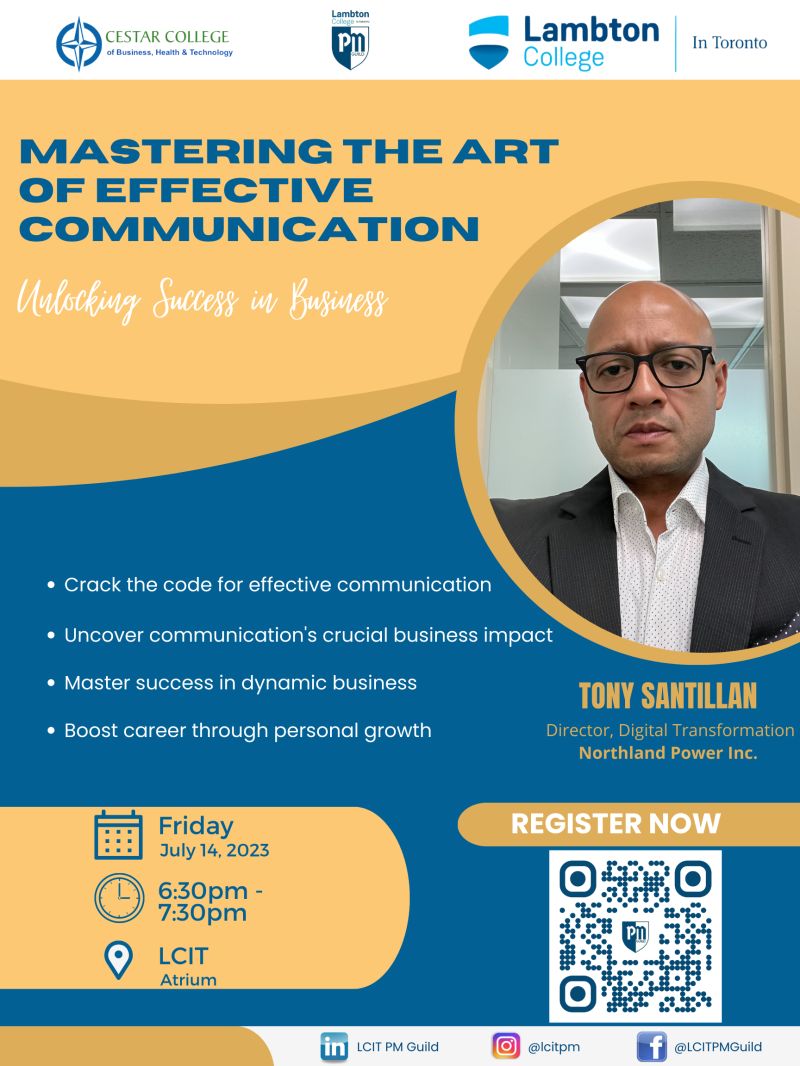 CESTAR COLLEGE
of Business, Health & Technology
Lambton
College
PM
GUILD
Lambton
College
In Toronto
MASTERING THE ART
OF EFFECTIVE
COMMUNICATION
Unlocking Success in Business
• Crack the code for effective communication
• Uncover communication's crucial business impact
• Master success in dynamic business
• Boost career through personal growth
TONY SANTILLAN
Director, Digital Transformation
Northland Power Inc.
Friday
July 14, 2023
6:30pm -
7:30pm
LCIT
Atrium
REGISTER NOW
PM
in LCIT PM Guild
@lcitpm
f @LCITPMGuild